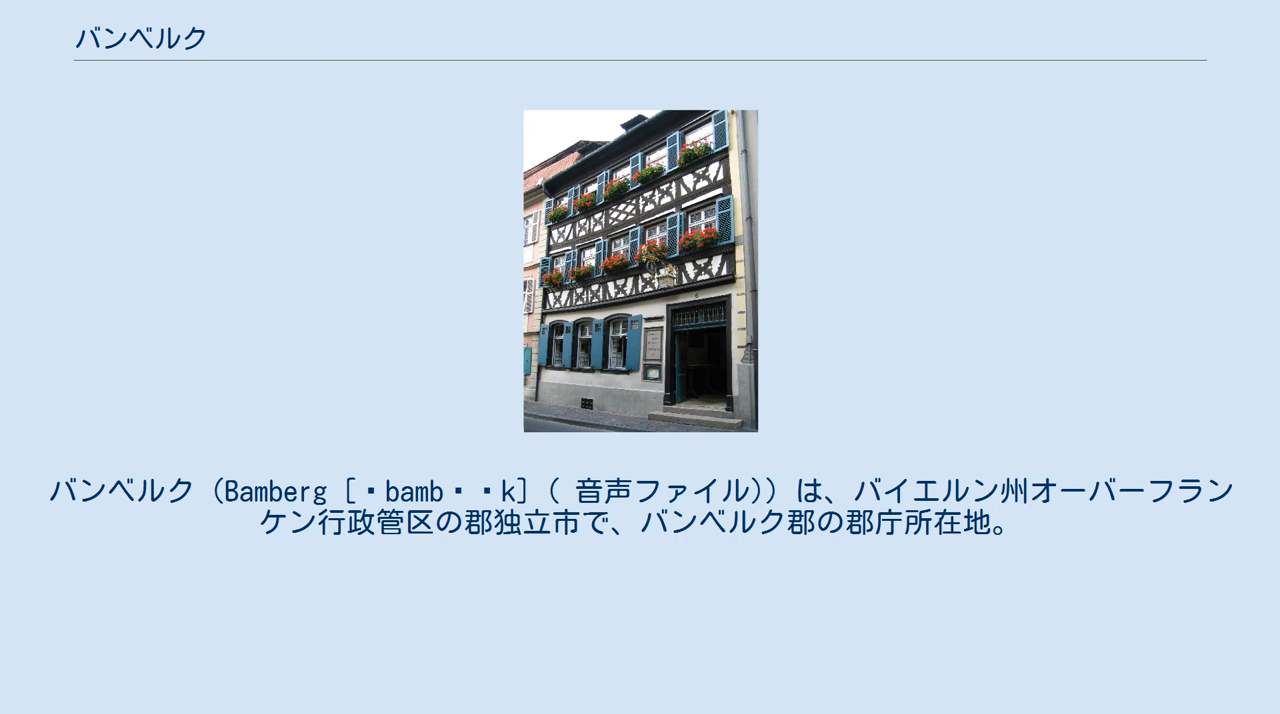 バンベルク
バンベルク（Bamberg [▪bamb▪▪k]( 音声ファイル)）は、バイエルン州オーバーフラン
ケン行政管区の郡独立市で、バンベルク郡の郡庁所在地。